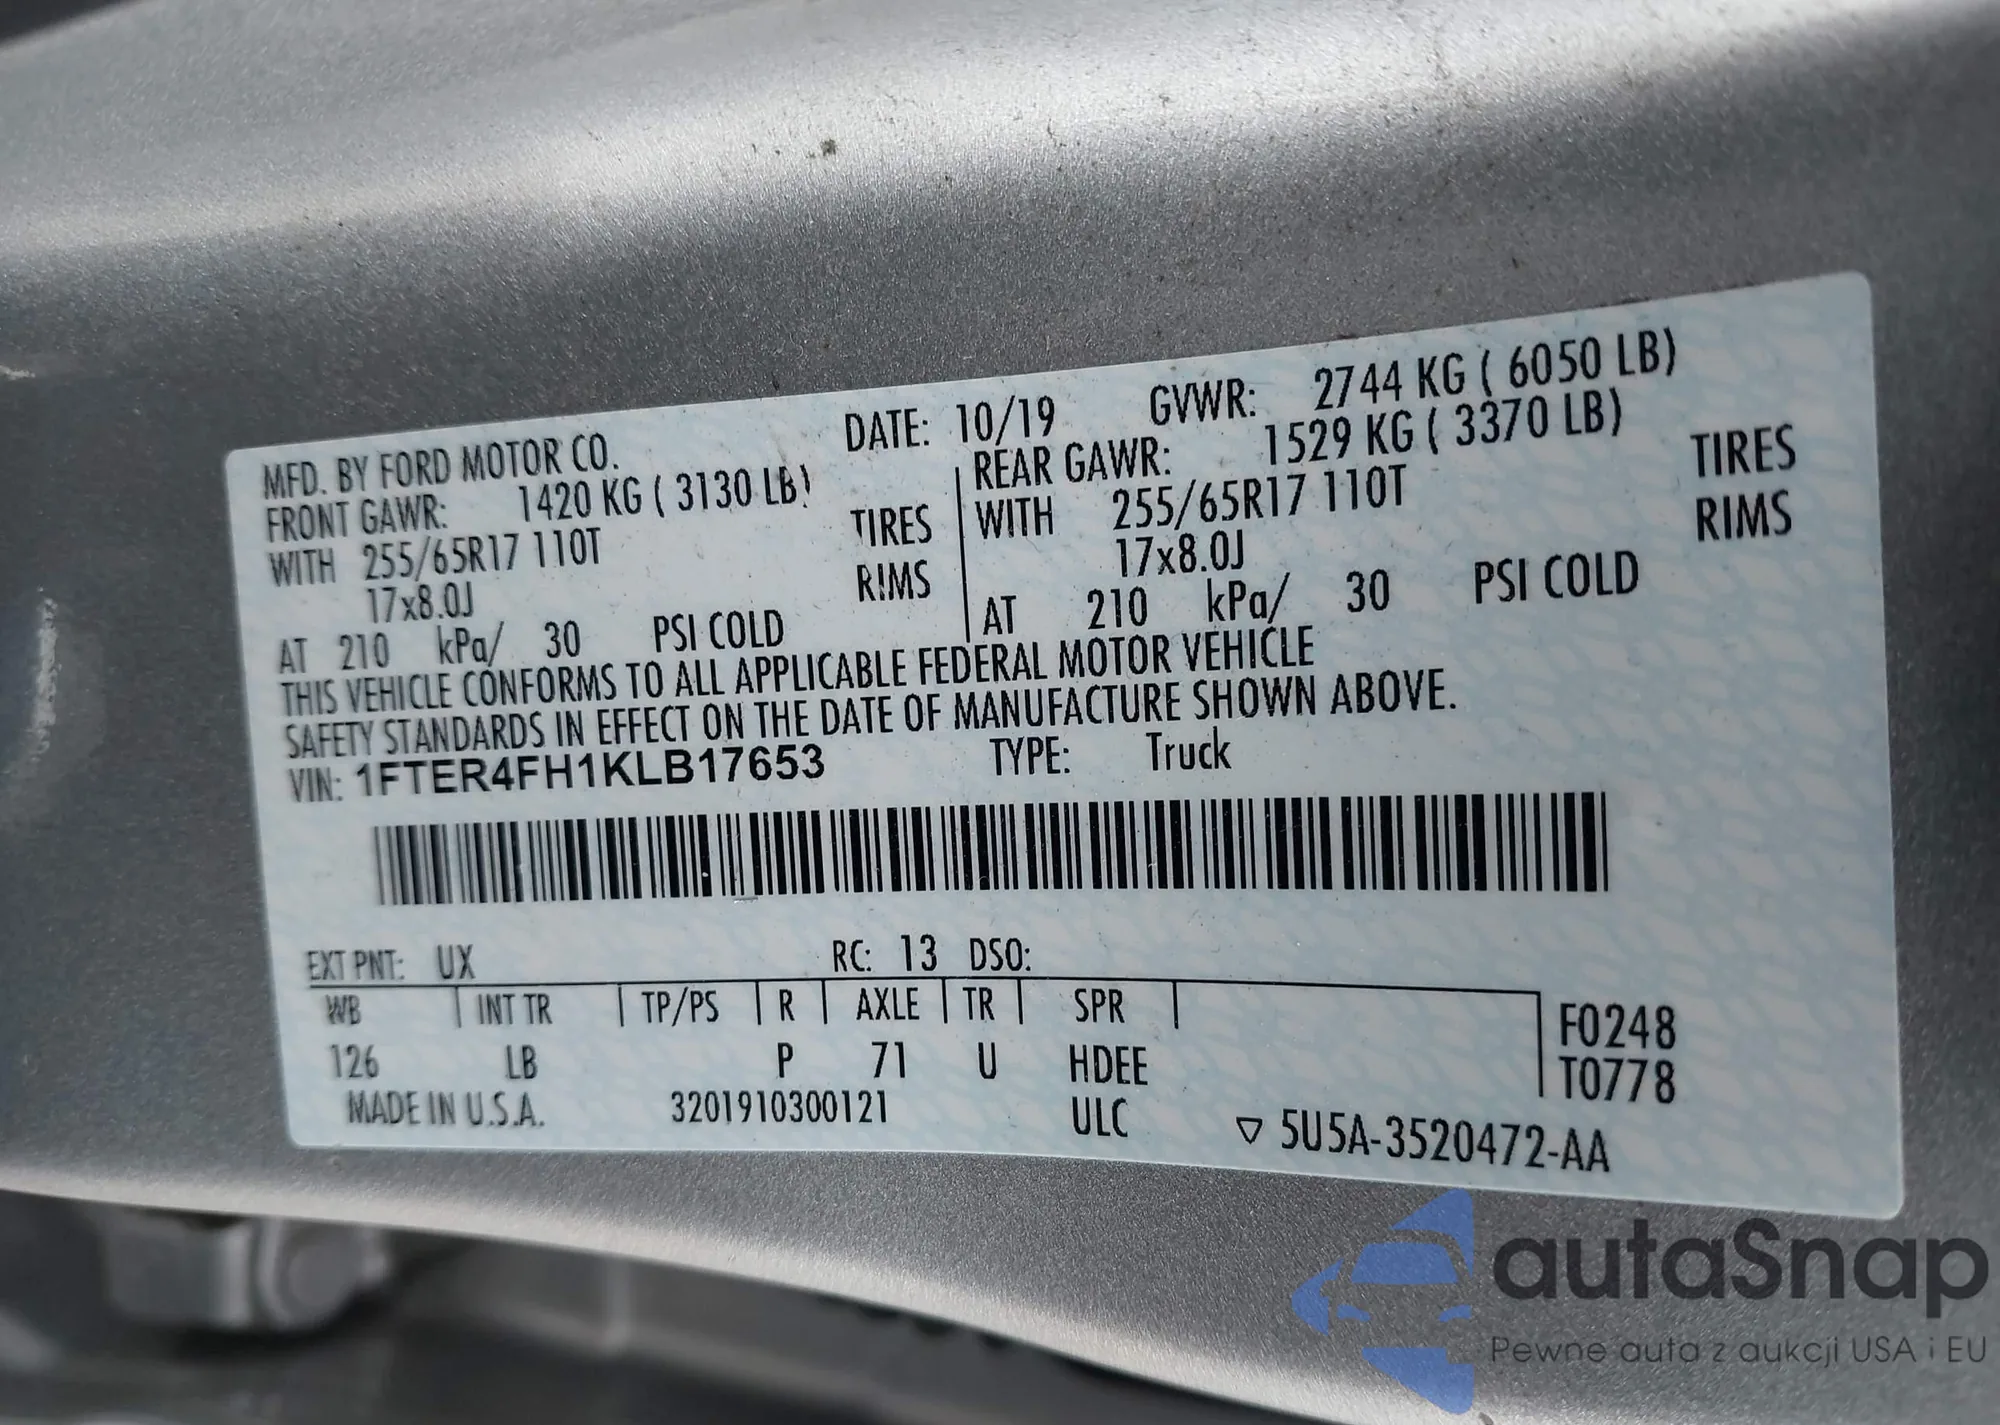 MFD. BY FORD MOTOR CO. DATE: 10/19 GVWR: 2744 KG ( 6050 LB)
FRONT GAWR: 1420 KG ( 3130 LB) REAR GAWR: 1529 KG ( 3370 LB)
WITH 255/65R17 110T TIRES WITH 255/65R17 110T TIRES
17x8.0J RIMS 17x8.0J RIMS
AT 210 kPa/ 30 PSI COLD AT 210 kPa/ 30 PSI COLD
THIS VEHICLE CONFORMS TO ALL APPLICABLE FEDERAL MOTOR VEHICLE
SAFETY STANDARDS IN EFFECT ON THE DATE OF MANUFACTURE SHOWN ABOVE.
VIN: 1FTER4FH1KLB17653 TYPE: Truck
EXT PNT: UX RC: 13 DSO:
WB INT TR TP/PS R AXLE TR SPR F0248
126 LB P 71 U HDEE T0778
MADE IN U.S.A. 3201910300121 ULC ▽ 5U5A-3520472-AA
autaSnap
Pewne auta z aukcji USA i EU